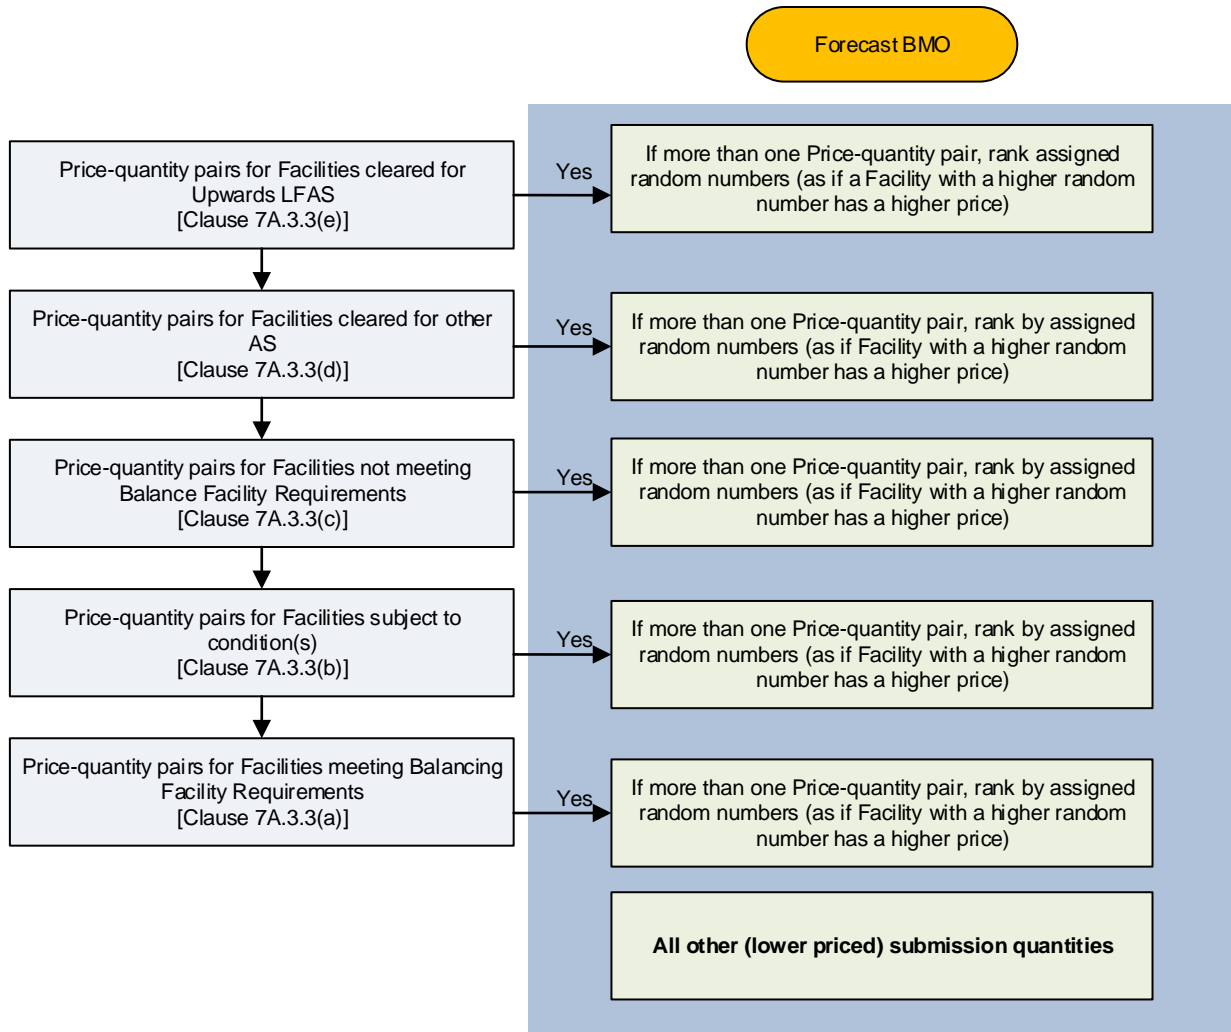 Forecast BMO
Price-quantity pairs for Facilities cleared for
Upwards LFAS
[Clause 7A.3.3(e)]
Yes
If more than one Price-quantity pair, rank assigned
random numbers (as if a Facility with a higher random
number has a higher price)
Price-quantity pairs for Facilities cleared for other
AS
[Clause 7A.3.3(d)]
Yes
If more than one Price-quantity pair, rank by assigned
random numbers (as if Facility with a higher random
number has a higher price)
Price-quantity pairs for Facilities not meeting
Balance Facility Requirements
[Clause 7A.3.3(c)]
Yes
If more than one Price-quantity pair, rank by assigned
random numbers (as if Facility with a higher random
number has a higher price)
Price-quantity pairs for Facilities subject to
condition(s)
[Clause 7A.3.3(b)]
Yes
If more than one Price-quantity pair, rank by assigned
random numbers (as if Facility with a higher random
number has a higher price)
Price-quantity pairs for Facilities meeting Balancing
Facility Requirements
[Clause 7A.3.3(a)]
Yes
If more than one Price-quantity pair, rank by assigned
random numbers (as if Facility with a higher random
number has a higher price)
All other (lower priced) submission quantities